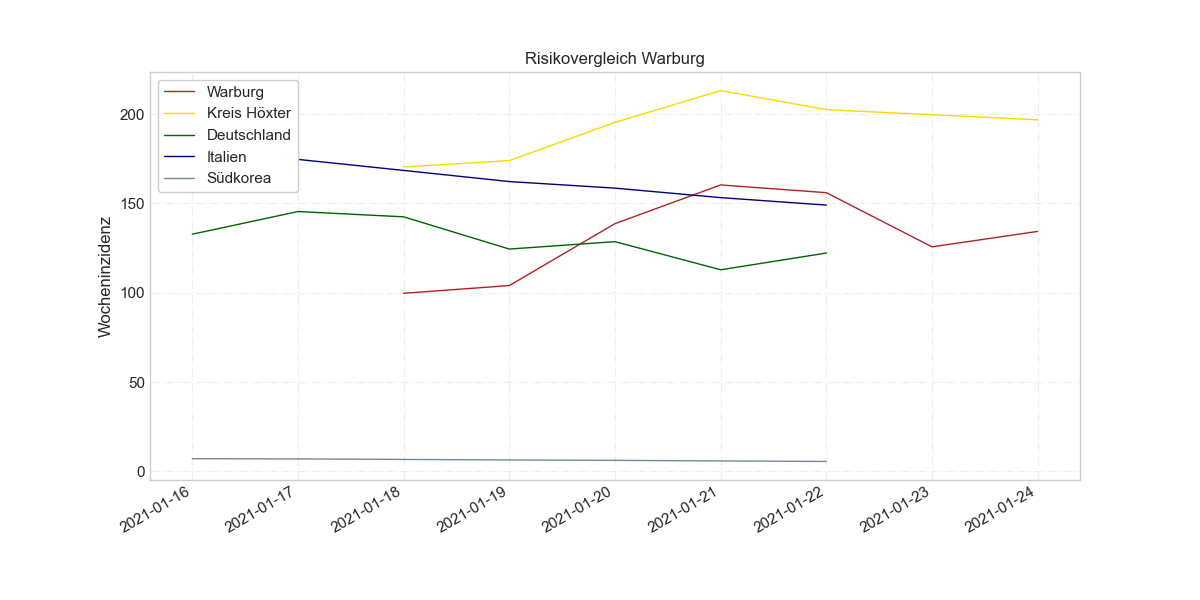 Risikovergleich Warburg
Warburg
Kreis Höxter
Deutschland
Italien
Südkorea
Wocheninzidenz
200
150
100
50
0
2021-01-16
2021-01-17
2021-01-18
2021-01-19
2021-01-20
2021-01-21
2021-01-22
2021-01-23
2021-01-24